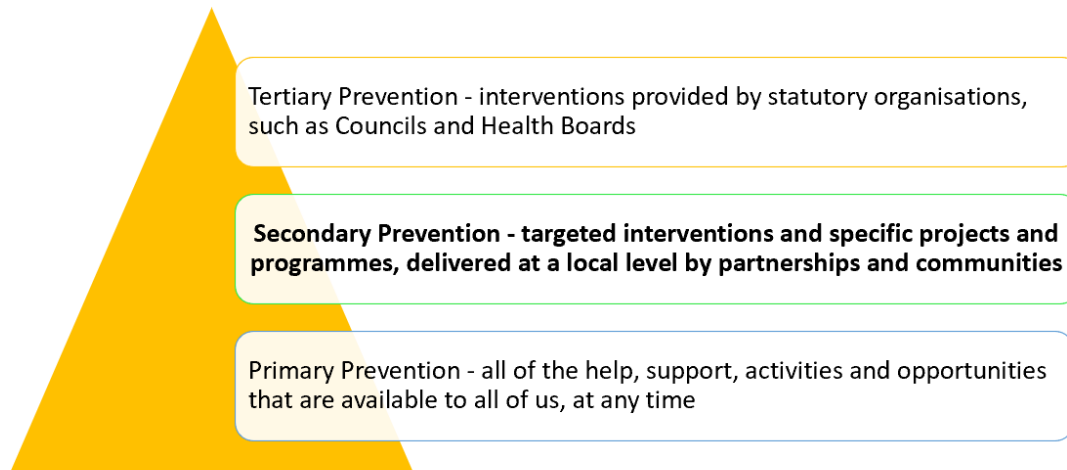 Tertiary Prevention - interventions provided by statutory organisations,
such as Councils and Health Boards
Secondary Prevention - targeted interventions and specific projects and
programmes, delivered at a local level by partnerships and communities
Primary Prevention - all of the help, support, activities and opportunities
that are available to all of us, at any time